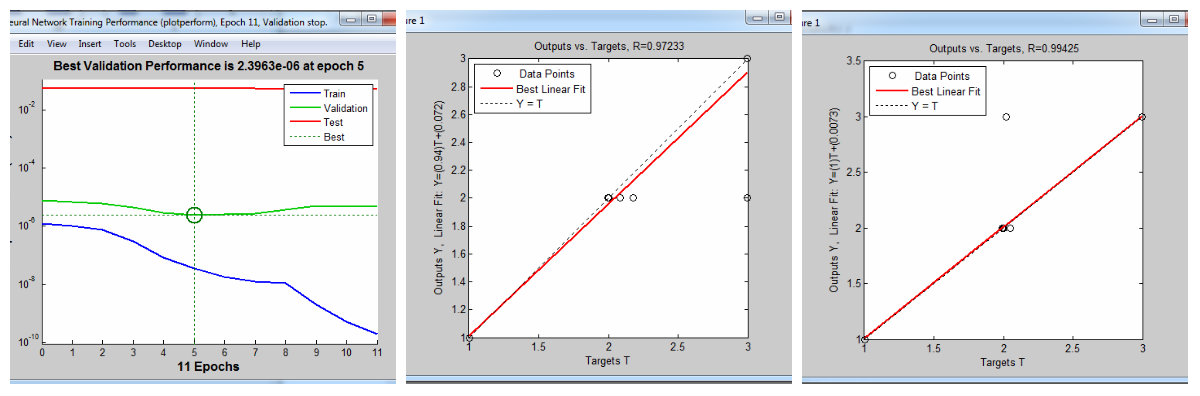 eural Network Training Performance (plotperform), Epoch 11, Validation stop.
Edit View Insert Tools Desktop Window Help
Best Validation Performance is 2.3963e-06 at epoch 5
Train
Validation
Test
Best
10-2
10-4
10-6
10-8
10-10
0 1 2 3 4 5 6 7 8 9 10 11
11 Epochs
ure 1
Outputs vs. Targets, R=0.97233
Data Points
Best Linear Fit
Y = T
Outputs Y, Linear Fit: Y=(0.94)T+(0.072)
3
2.8
2.6
2.4
2.2
2
1.8
1.6
1.4
1.2
1
1 1.5 2 2.5 3
Targets T
ure 1
Outputs vs. Targets, R=0.99425
Data Points
Best Linear Fit
Y = T
Outputs Y, Linear Fit: Y=(1)T+(0.0073)
3.5
3
2.5
2
1.5
1
1 1.5 2 2.5 3
Targets T